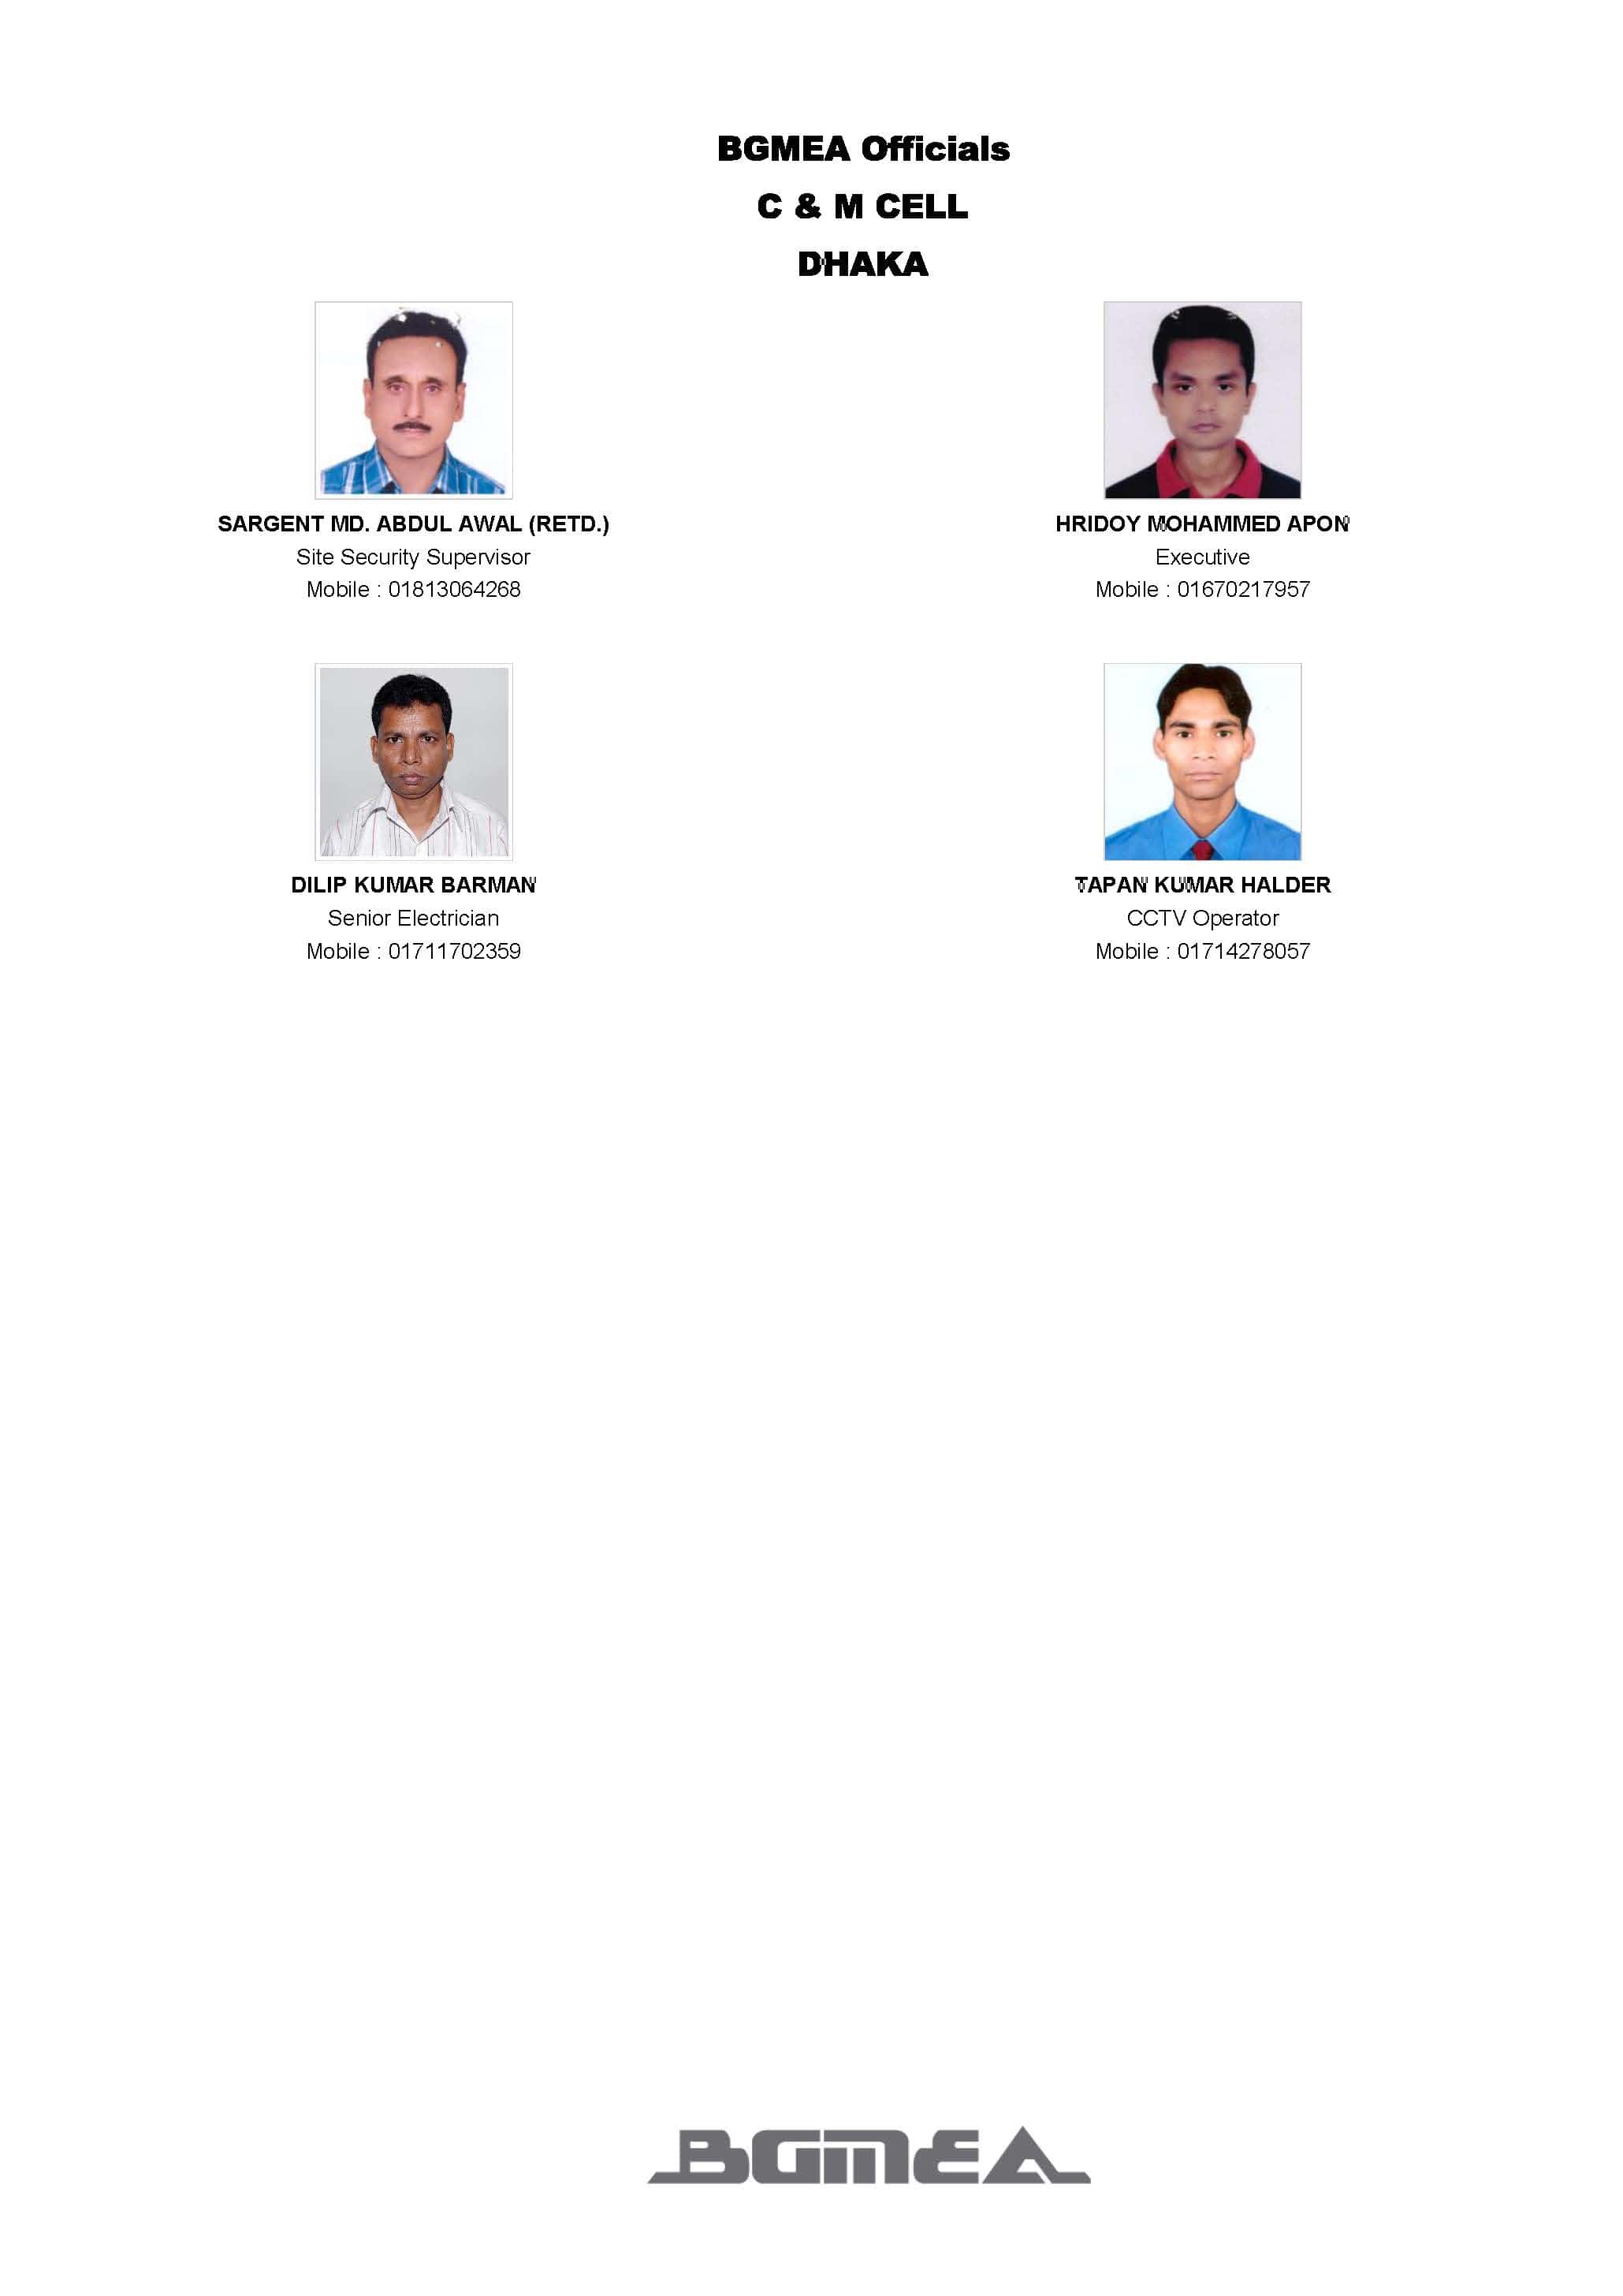 BGMEA Officials
C & M CELL
DHAKA
SARGENT MD. ABDUL AWAL (RETD.)
Site Security Supervisor
Mobile : 01813064268
HRIDOY MOHAMMED APON
Executive
Mobile : 01670217957
DILIP KUMAR BARMAN
Senior Electrician
Mobile : 01711702359
TAPAN KUMAR HALDER
CCTV Operator
Mobile : 01714278057
BGMEA